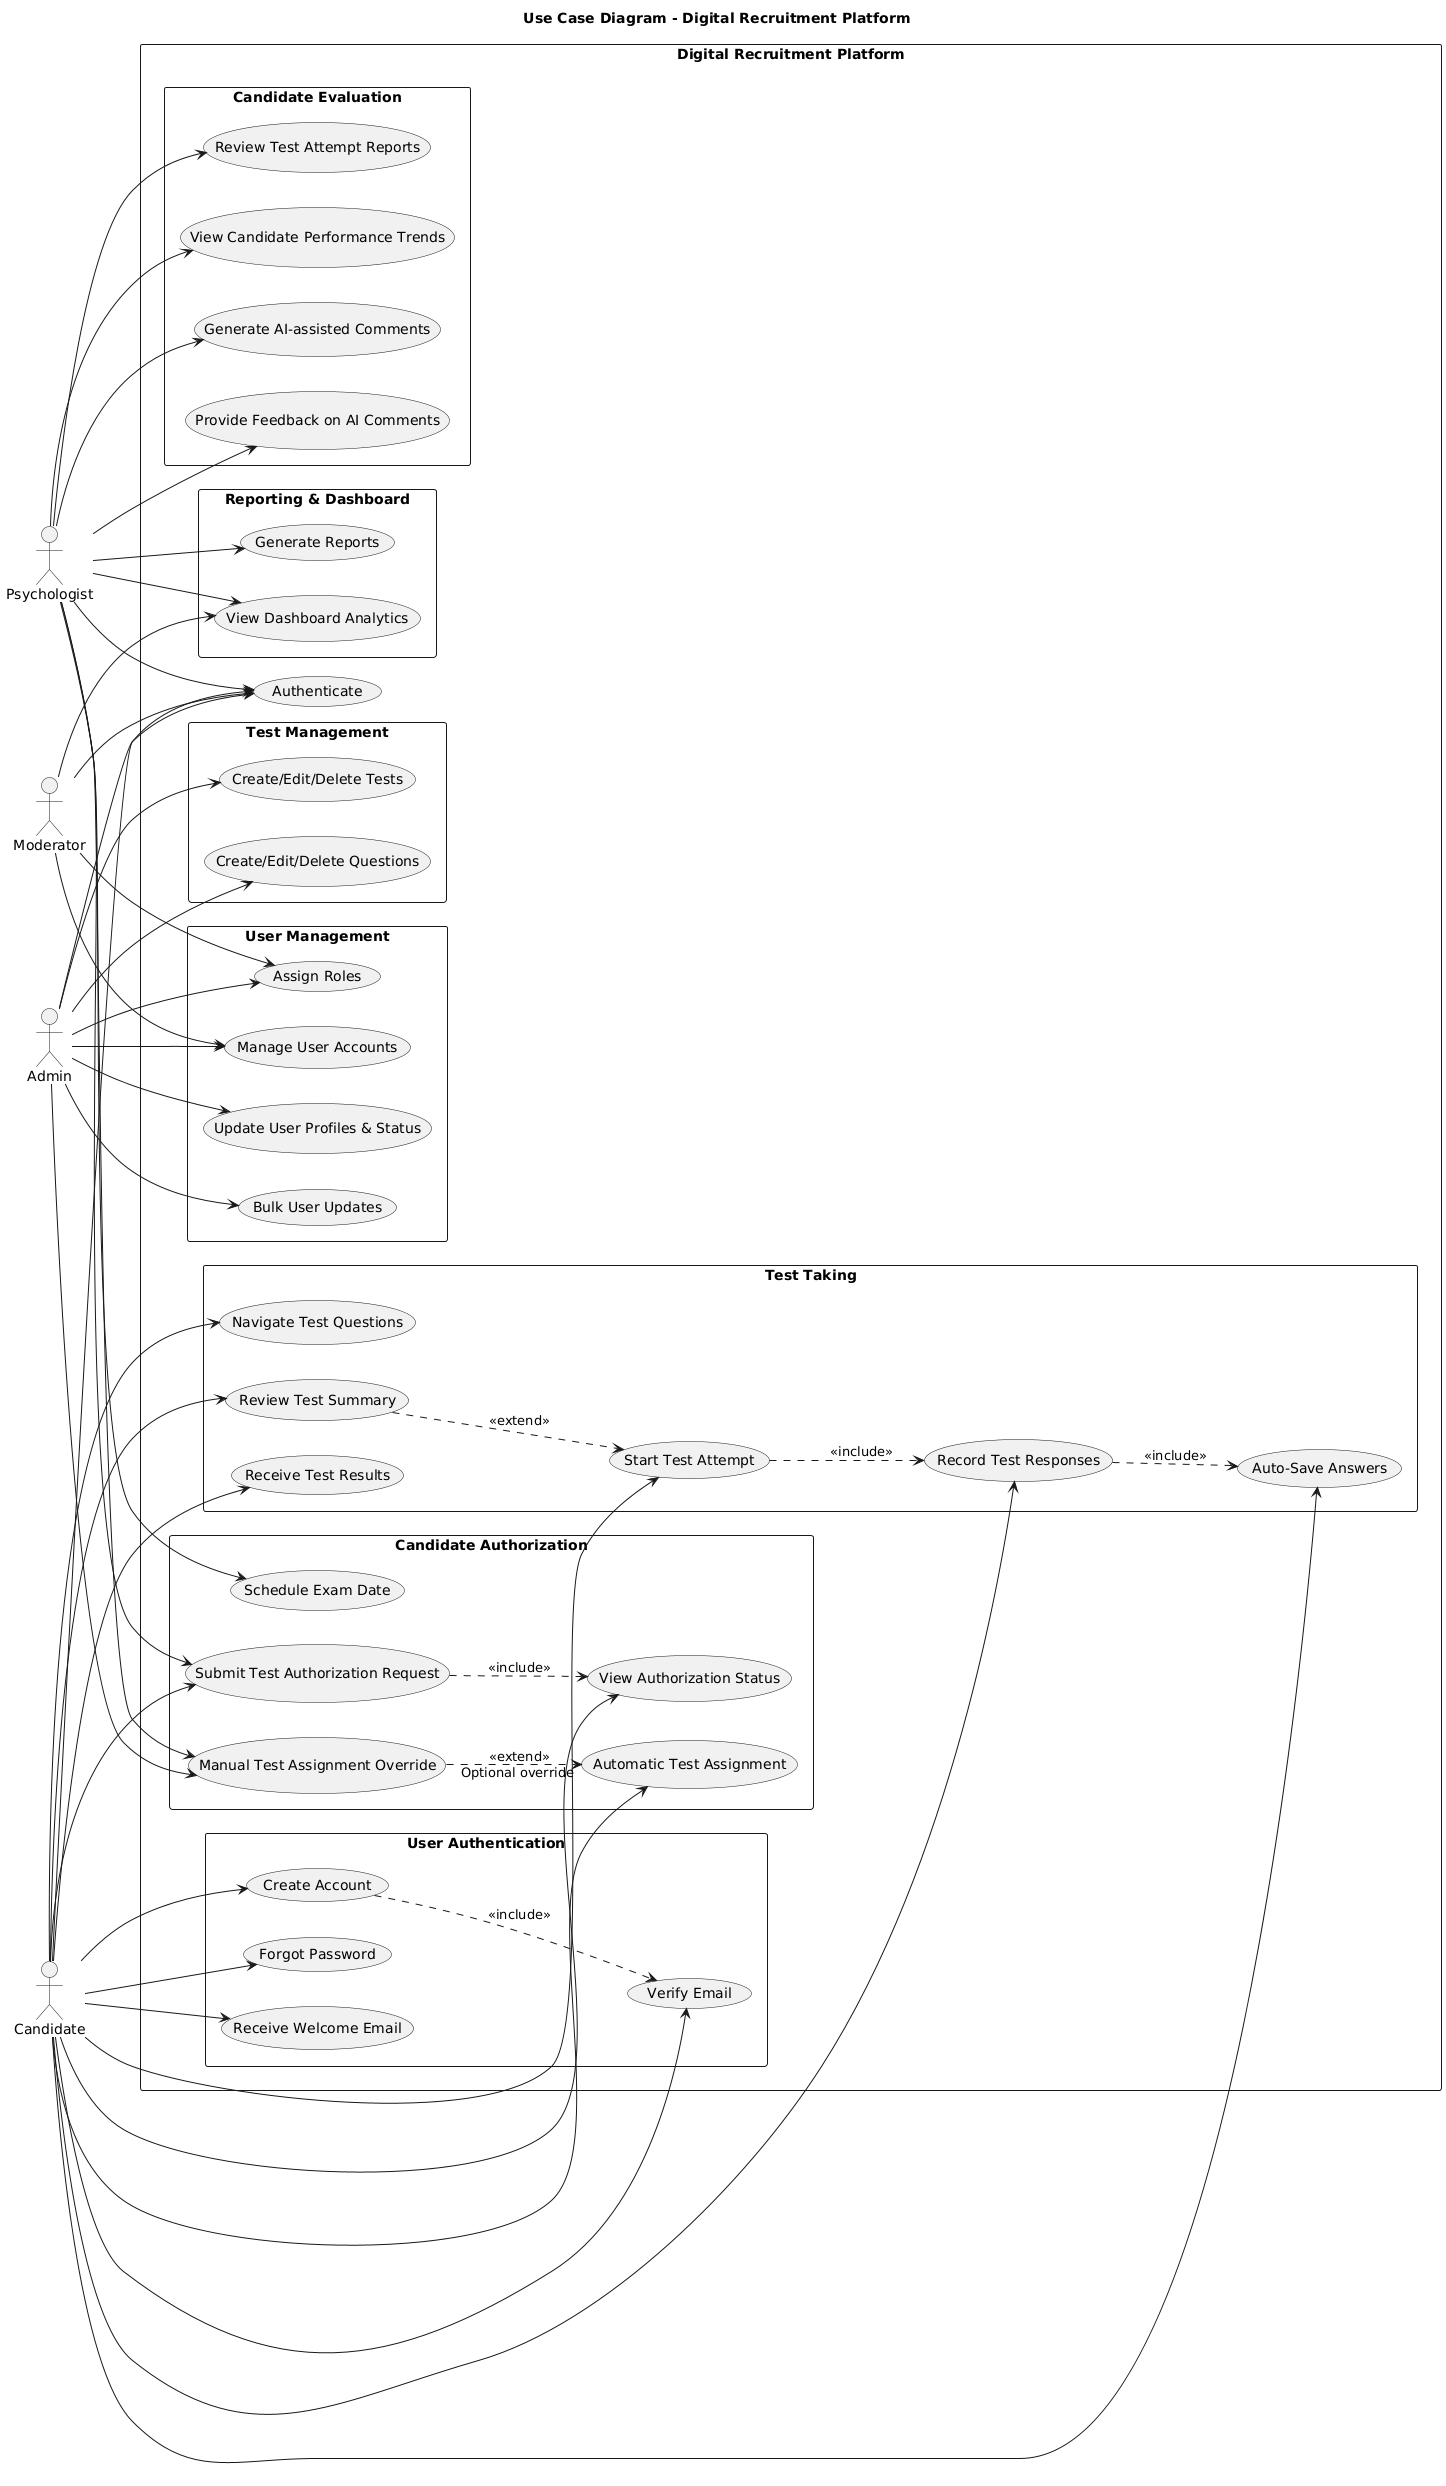 Use Case Diagram - Digital Recruitment Platform
Digital Recruitment Platform
Candidate Evaluation
Review Test Attempt Reports
View Candidate Performance Trends
Generate AI-assisted Comments
Provide Feedback on AI Comments
Reporting & Dashboard
Generate Reports
Psychologist
View Dashboard Analytics
Authenticate
Test Management
Create/Edit/Delete Tests
Moderator
Create/Edit/Delete Questions
User Management
Assign Roles
Manage User Accounts
Admin
Update User Profiles & Status
Bulk User Updates
Test Taking
Navigate Test Questions
Review Test Summary
«extend»
Start Test Attempt
«include»
Record Test Responses
«include»
Auto-Save Answers
Receive Test Results
Candidate Authorization
Schedule Exam Date
Submit Test Authorization Request
«include»
View Authorization Status
Manual Test Assignment Override
«extend»
Optional override
Automatic Test Assignment
User Authentication
Create Account
«include»
Forgot Password
Verify Email
Receive Welcome Email
Candidate